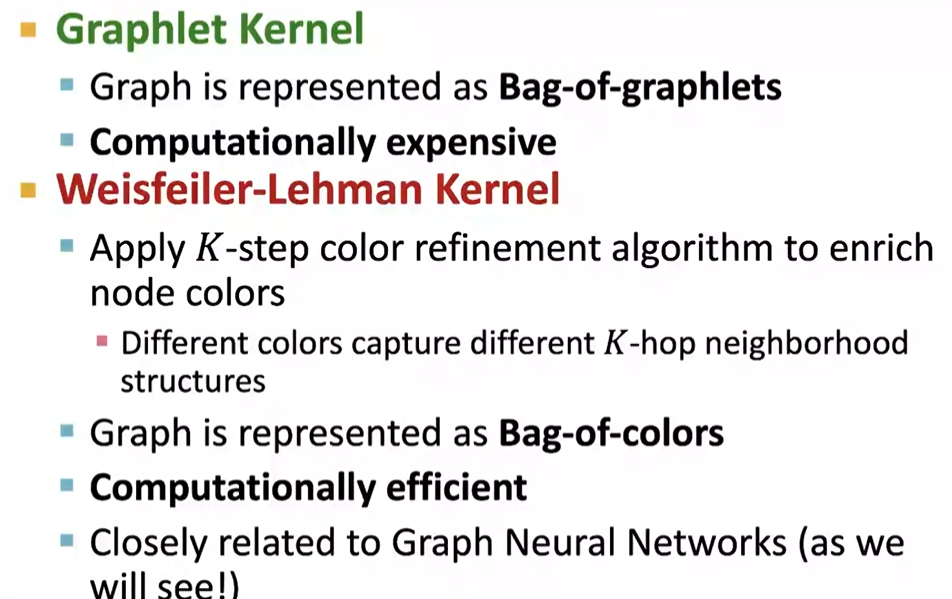 Graphlet Kernel
Graph is represented as Bag-of-graphlets
Computationally expensive
Weisfeiler-Lehman Kernel
Apply K-step color refinement algorithm to enrich
node colors
Different colors capture different K-hop neighborhood
structures
Graph is represented as Bag-of-colors
Computationally efficient
Closely related to Graph Neural Networks (as we
will see!)